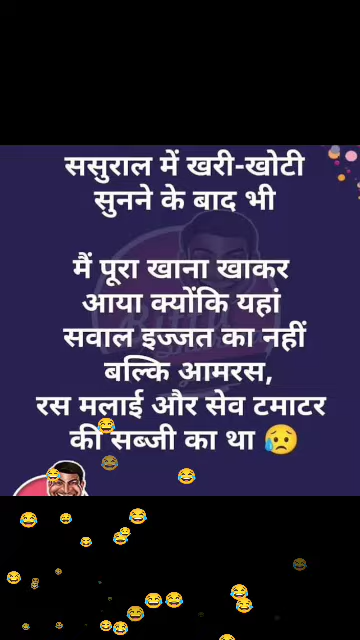 ससुराल में खरी-खोटी
सुनने के बाद भी
मैं पूरा खाना खाकर
आया क्योंकि यहां
सवाल इज्जत का नहीं
बल्कि आमरस,
रस मलाई और सेव टमाटर
की सब्जी का था 😥